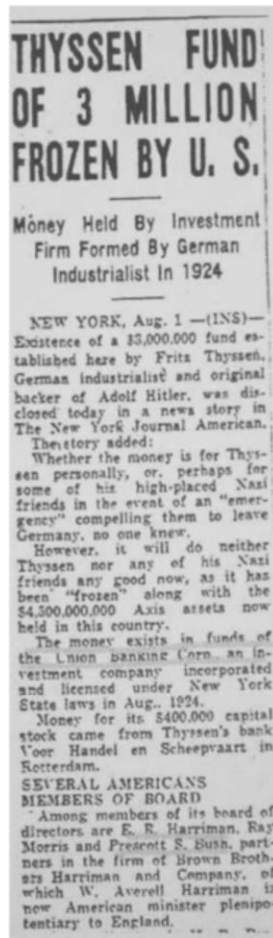 THYSSEN FUND
OF 3 MILLION
FROZEN BY U. S.
Money Held By Investment
Firm Formed By German
Industrialist In 1924
NEW YORK, Aug. 1 —(INS)—
Existence of a $3,000,000 fund es-
tablished here by Fritz Thyssen,
German industrialist and original
backer of Adolf Hitler, was dis-
closed today in a news story in
The New York Journal American.
The story added:
Whether the money is for Thys-
sen personally, or, perhaps for
some of his high-placed Nazi
friends in the event of an "emer-
gency" compelling them to leave
Germany, no one knew.
However, it will do neither
Thyssen nor any of his Nazi
friends any good now, as it has
been "frozen" along with the
$4,500,000,000 Axis assets now
held in this country.
The money exists in funds of
the Union Banking Corp., an in-
vestment company incorporated
and licensed under New York
State laws in Aug., 1924.
Money for its $400,000 capital
stock came from Thyssen's bank
Voor Handel en Scheepvaart in
Rotterdam.
SEVERAL AMERICANS
MEMBERS OF BOARD
Among members of its board of
directors are E. R. Harriman, Ray
Morris and Prescott S. Bush, part-
ners in the firm of Brown Broth-
ers Harriman and Company, of
which W. Averell Harriman is
now American minister plenipo-
tentiary to England.